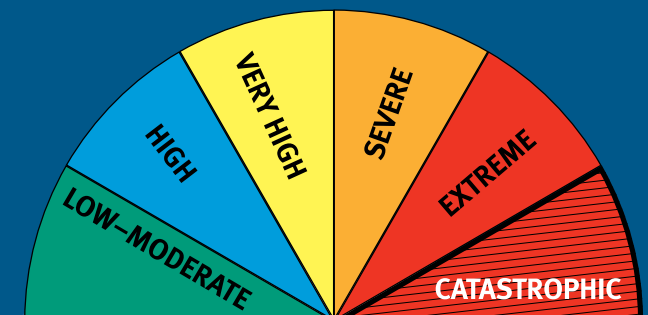 LOW–MODERATE
HIGH
VERY HIGH
SEVERE
EXTREME
CATASTROPHIC